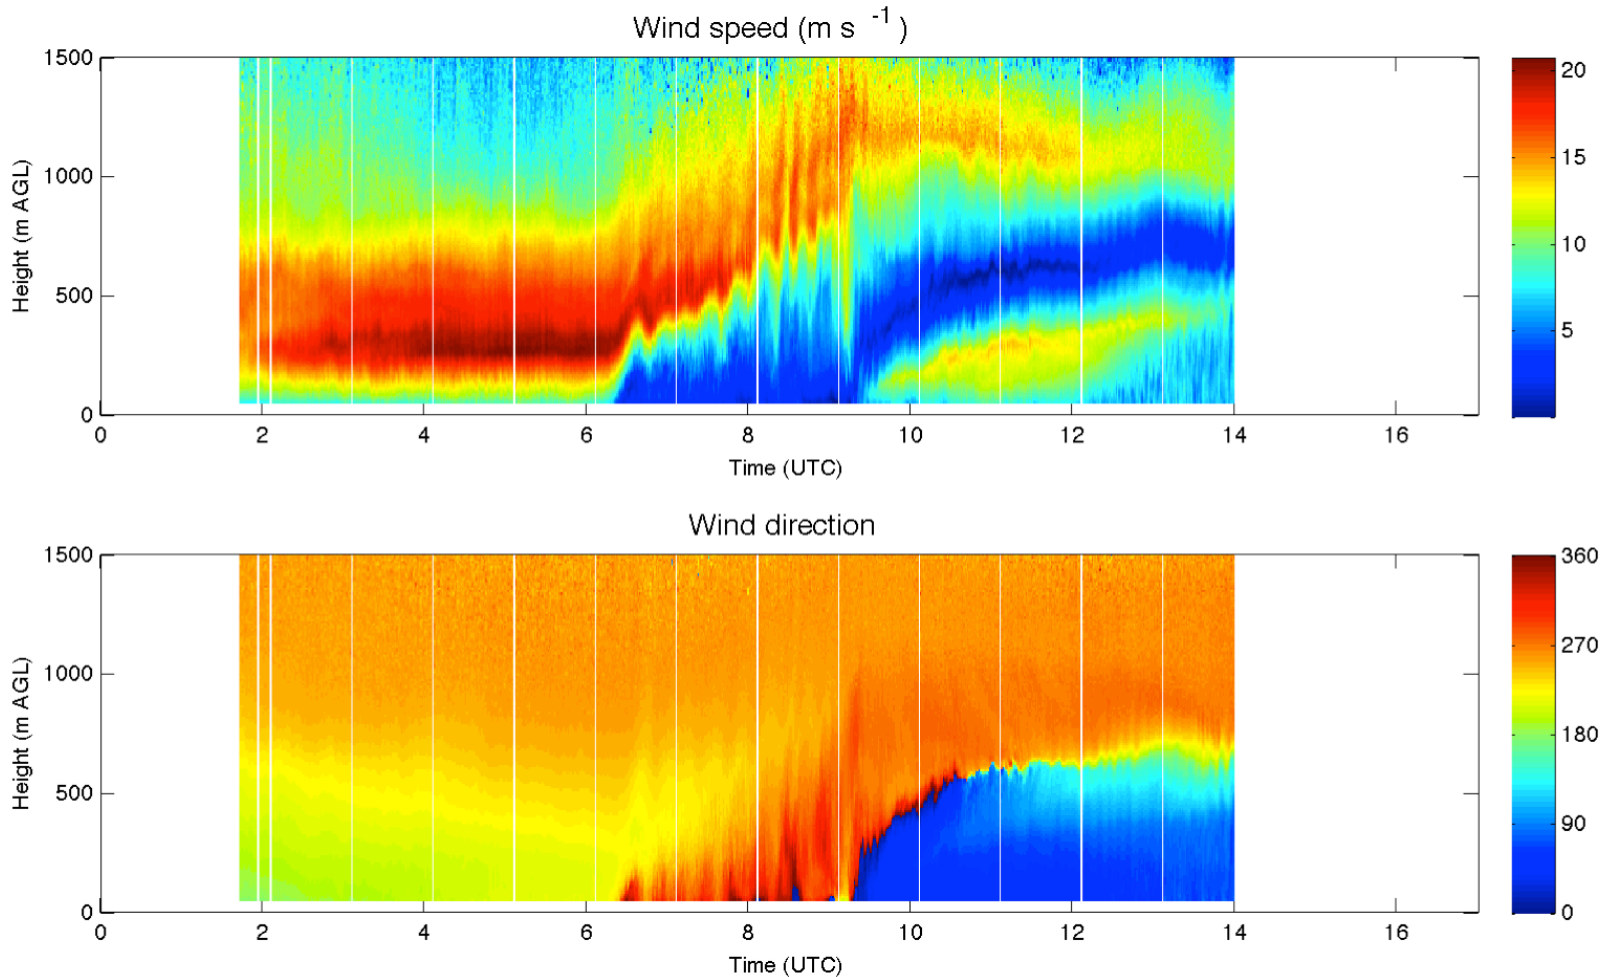 Wind speed (m s ⁻¹ )
1500
1000
500
0
Height (m AGL)
0 2 4 6 8 10 12 14 16
Time (UTC)
20
15
10
5
Wind direction
1500
1000
500
0
Height (m AGL)
0 2 4 6 8 10 12 14 16
Time (UTC)
360
270
180
90
0